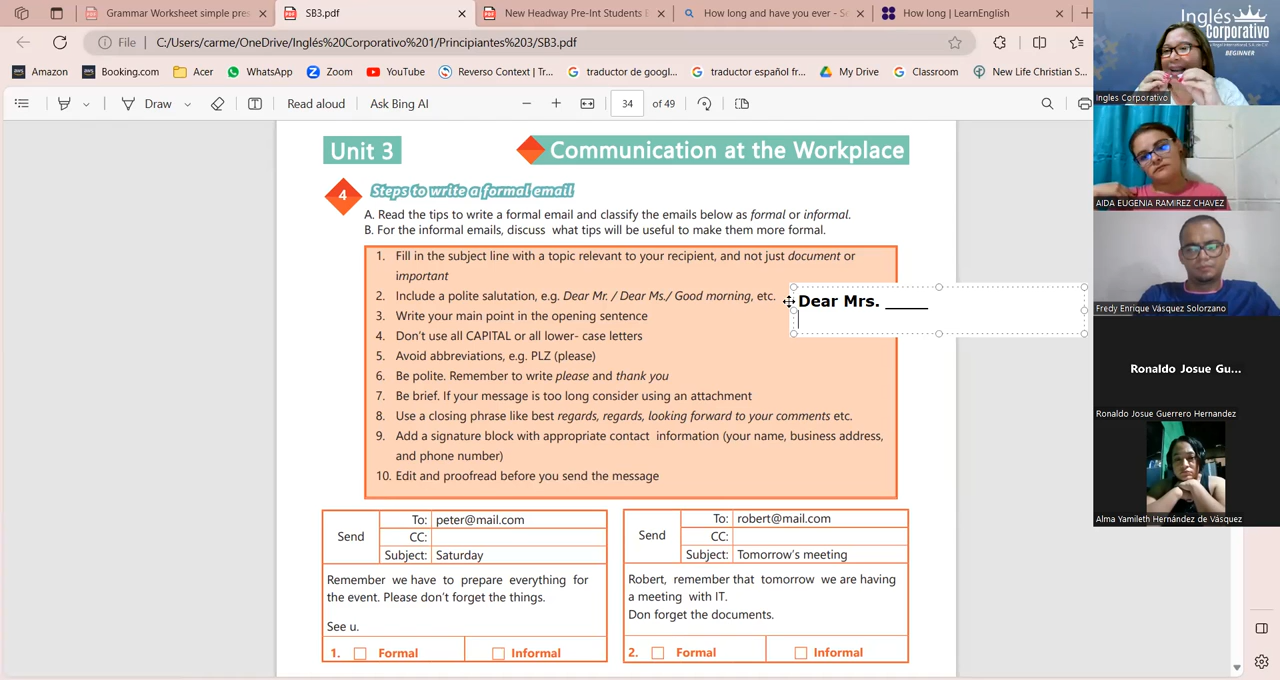 Grammar Worksheet simple pres
SB3.pdf
New Headway Pre-Int Students B
How long and have you ever - Se
How long | LearnEnglish
File
C:/Users/carme/OneDrive/Inglés%20Corporativo%201/Principiantes%203/SB3.pdf
Amazon
Booking.com
Acer
WhatsApp
Zoom
YouTube
Reverso Context | Tr...
traductor de googl...
traductor español fr...
My Drive
Classroom
New Life Christian S...
Draw
Read aloud
Ask Bing AI
34 of 49
Inglés
Corporativo
BEGINNER
Ingles Corporativo
AIDA EUGENIA RAMIREZ CHAVEZ
Fredy Enrique Vásquez Solorzano
Ronaldo Josue Gu...
Ronaldo Josue Guerrero Hernandez
Alma Yamileth Hernández de Vásquez
Unit 3
Communication at the Workplace
4
Steps to write a formal email
A. Read the tips to write a formal email and classify the emails below as formal or informal.
B. For the informal emails, discuss what tips will be useful to make them more formal.
1. Fill in the subject line with a topic relevant to your recipient, and not just document or
important
2. Include a polite salutation, e.g. Dear Mr. / Dear Ms./ Good morning, etc.
Dear Mrs. _____
3. Write your main point in the opening sentence
4. Don't use all CAPITAL or all lower- case letters
5. Avoid abbreviations, e.g. PLZ (please)
6. Be polite. Remember to write please and thank you
7. Be brief. If your message is too long consider using an attachment
8. Use a closing phrase like best regards, regards, looking forward to your comments etc.
9. Add a signature block with appropriate contact information (your name, business address,
and phone number)
10. Edit and proofread before you send the message
Send
To: peter@mail.com
CC:
Subject: Saturday
Remember we have to prepare everything for
the event. Please don't forget the things.
See u.
1. Formal Informal
Send
To: robert@mail.com
CC:
Subject: Tomorrow's meeting
Robert, remember that tomorrow we are having
a meeting with IT.
Don forget the documents.
2. Formal Informal